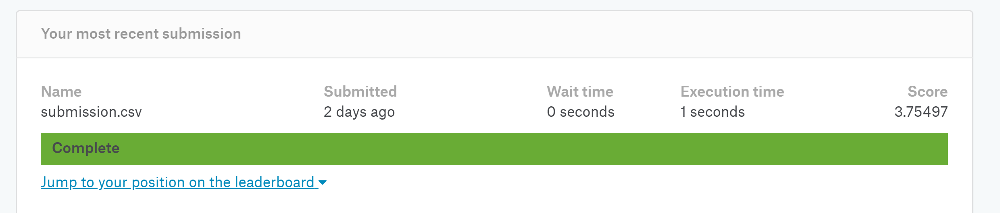 Your most recent submission
Name Submitted Wait time Execution time Score
submission.csv 2 days ago 0 seconds 1 seconds 3.75497
Complete
Jump to your position on the leaderboard